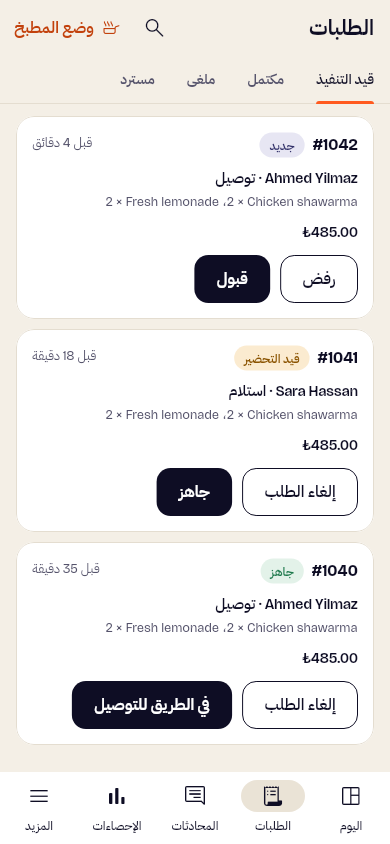 الطلبات
وضع المطبخ
قيد التنفيذ
مكتمل
ملغى
مسترد
#1042 جديد قبل 4 دقائق
Ahmed Yilmaz · توصيل
2 × Chicken shawarma، 2 × Fresh lemonade
₺485.00
رفض
قبول
#1041 قيد التحضير قبل 18 دقيقة
Sara Hassan · استلام
2 × Chicken shawarma، 2 × Fresh lemonade
₺485.00
إلغاء الطلب
جاهز
#1040 جاهز قبل 35 دقيقة
Ahmed Yilmaz · توصيل
2 × Chicken shawarma، 2 × Fresh lemonade
₺485.00
إلغاء الطلب
في الطريق للتوصيل
اليوم
الطلبات
المحادثات
الإحصاءات
المزيد